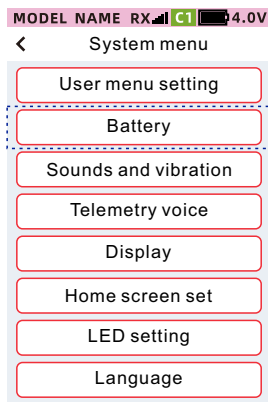 MODEL NAME RX C1 4.0V
System menu
User menu setting
Battery
Sounds and vibration
Telemetry voice
Display
Home screen set
LED setting
Language